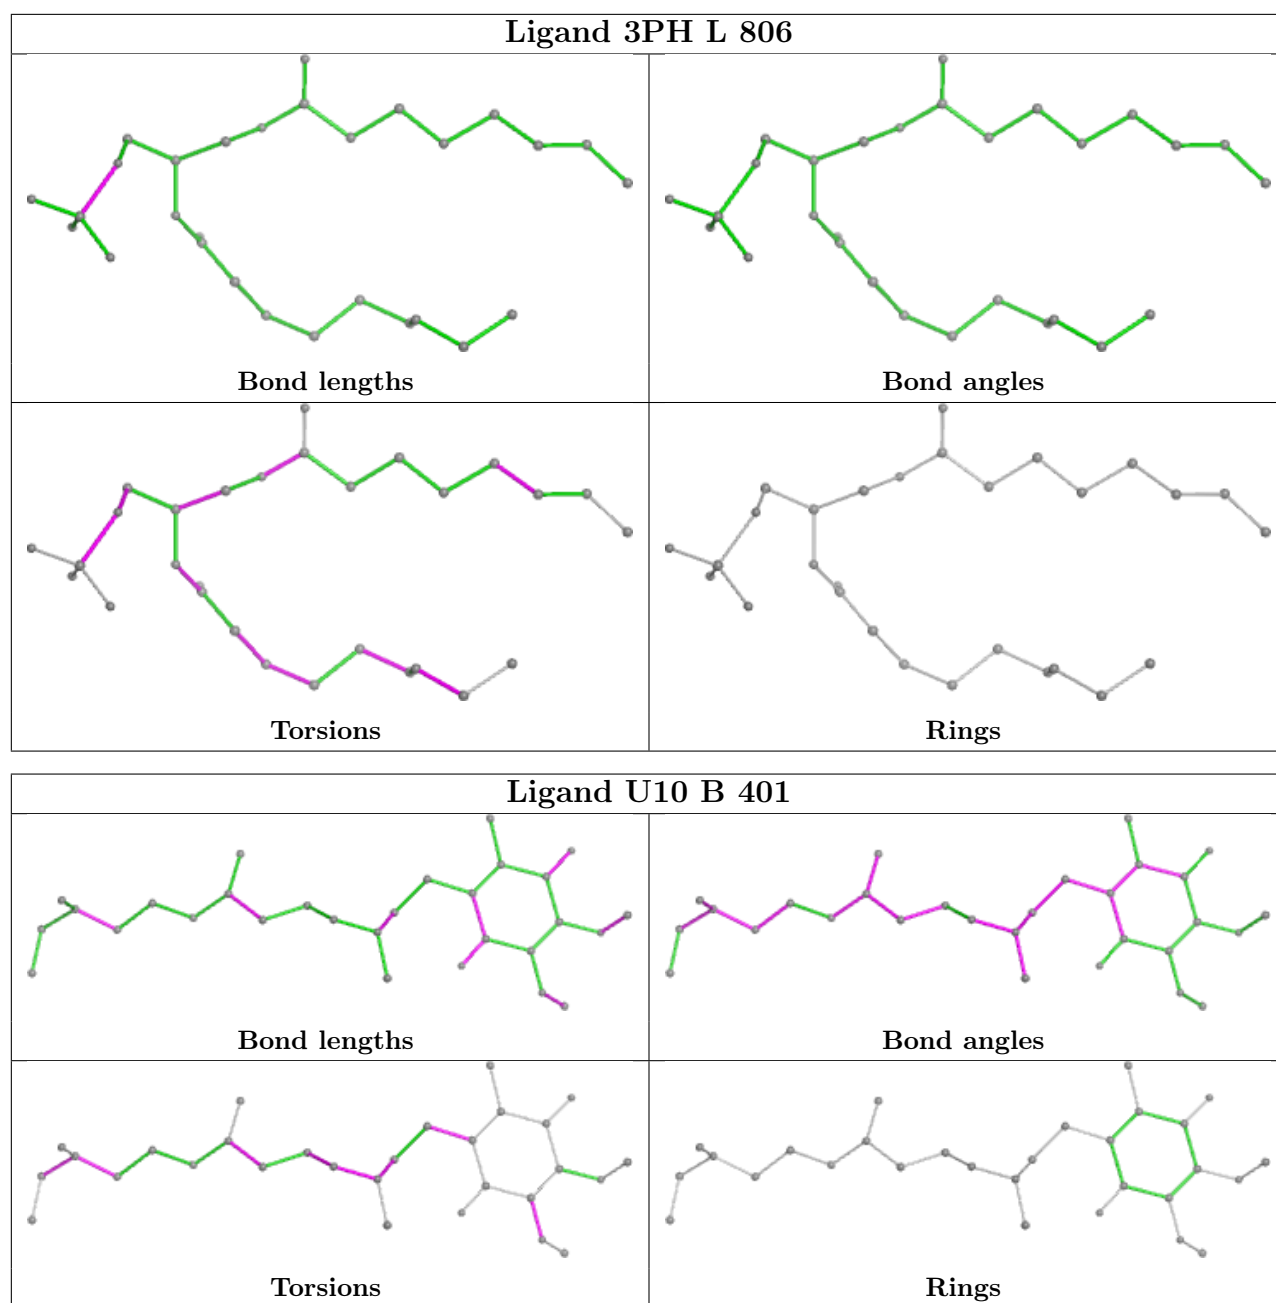 Ligand 3PH L 806
Bond lengths
Bond angles
Torsions
Rings
Ligand U10 B 401
Bond lengths
Bond angles
Torsions
Rings